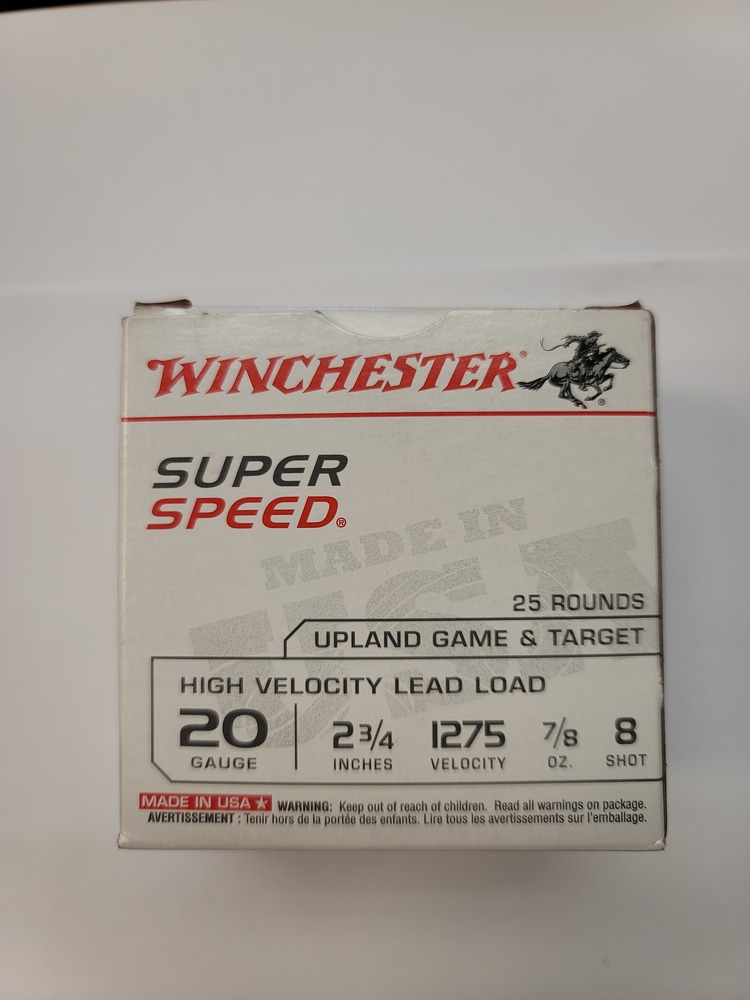 WINCHESTER®
®
SUPER
SPEED®
MADE IN
USA
25 ROUNDS
UPLAND GAME & TARGET
HIGH VELOCITY LEAD LOAD
20 2 3/4 1275 7/8 8
GAUGE INCHES VELOCITY OZ. SHOT
MADE IN USA ★ WARNING: Keep out of reach of children. Read all warnings on package.
AVERTISSEMENT : Tenir hors de la portée des enfants. Lire tous les avertissements sur l'emballage.